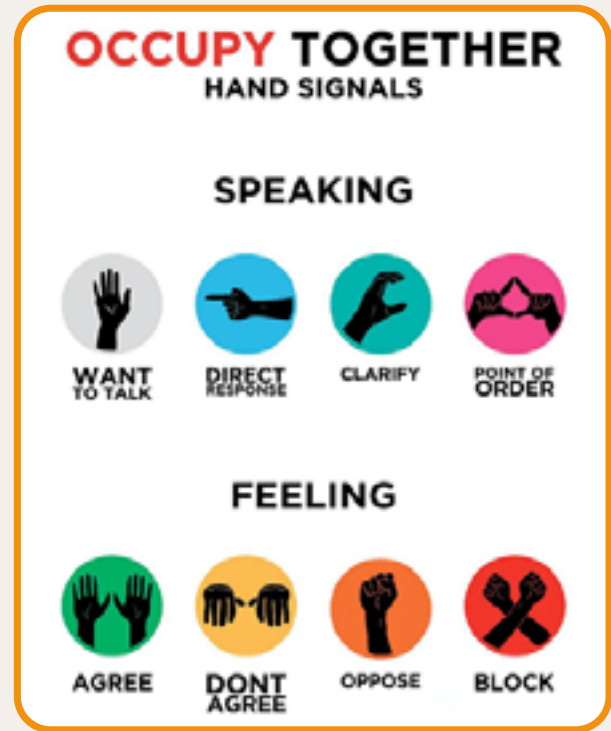 OCCUPY TOGETHER
HAND SIGNALS
SPEAKING
WANT
TO TALK
DIRECT
RESPONSE
CLARIFY
POINT OF
ORDER
FEELING
AGREE
DONT
AGREE
OPPOSE
BLOCK